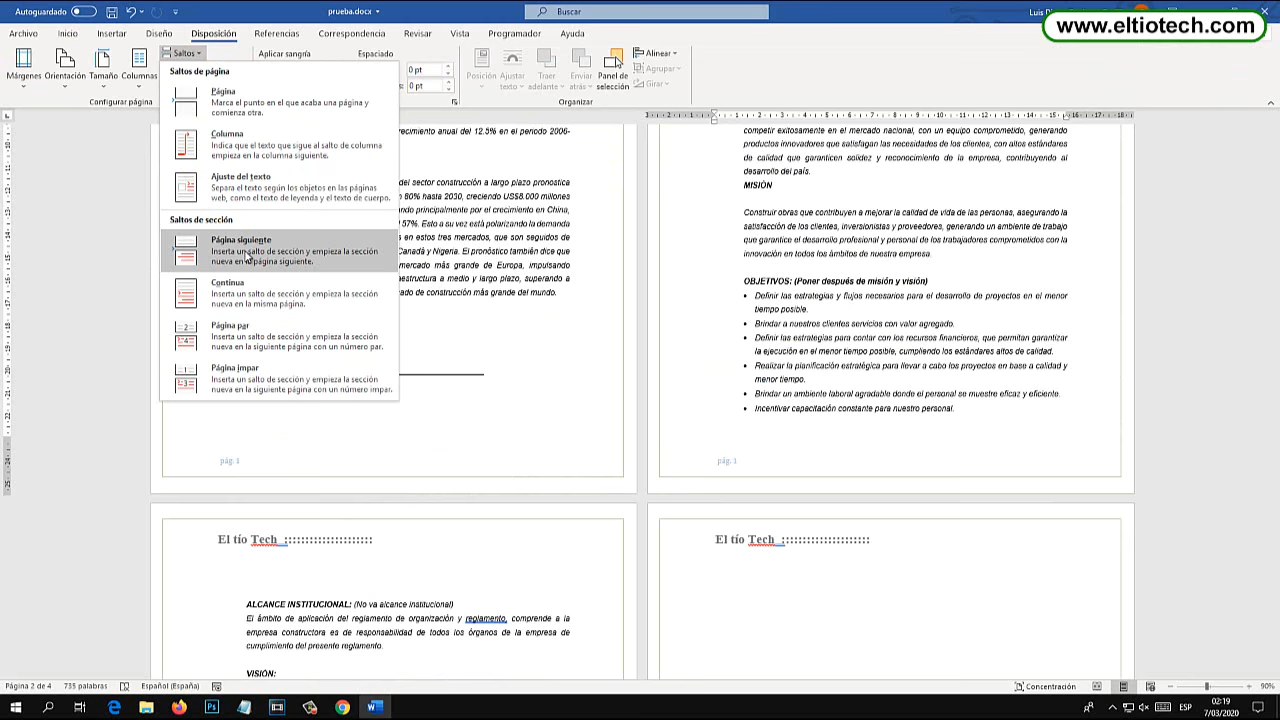 Autoguardado
prueba.docx
Buscar
www.eltiotech.com
Archivo Inicio Insertar Diseño Disposición Referencias Correspondencia Revisar Vista Programador Ayuda
Márgenes Orientación Tamaño Columnas
Saltos
Aplicar sangría Espaciado
0 pt
0 pt
Posición
Ajustar texto
Traer adelante
Enviar atrás
Panel de selección
Alinear
Agrupar
Girar
Configurar página
Organizar
Saltos de página
Página
Marca el punto en el que acaba una página y
comienza otra.
Columna
Indica que el texto que sigue al salto de columna
empieza en la columna siguiente.
Ajuste del texto
Separa el texto según los objetos en las páginas
web, como el texto de leyenda y el texto de cuerpo.
Saltos de sección
Página siguiente
Inserta un salto de sección y empieza la sección
nueva en la página siguiente.
Continua
Inserta un salto de sección y empieza la sección
nueva en la misma página.
Página par
Inserta un salto de sección y empieza la sección
nueva en la siguiente página con un número par.
Página impar
Inserta un salto de sección y empieza la sección
nueva en la siguiente página con un número impar.
recimiento anual del 12.5% en el periodo 2006-
del sector construcción a largo plazo pronostica
80% hasta 2030, creciendo US$8.000 millones
ndo principalmente por el crecimiento en China,
57%. Esto a su vez está polarizando la demanda
en estos tres mercados, que son seguidos de
Canadá y Nigeria. El pronóstico también dice que
mercado más grande de Europa, impulsando
estructura a medio y largo plazo, superando a
cado de construcción más grande del mundo.
pág. 1
competir exitosamente en el mercado nacional, con un equipo comprometido, generando
productos innovadores que satisfagan las necesidades de los clientes, con altos estándares
de calidad que garanticen solidez y reconocimiento de la empresa, contribuyendo al
desarrollo del país.
MISIÓN
Construir obras que contribuyen a mejorar la calidad de vida de las personas, asegurando la
satisfacción de los clientes, inversionistas y proveedores, generando un ambiente de trabajo
que garantice el desarrollo profesional y personal de los trabajadores comprometidos con la
innovación en todos los ámbitos de nuestra empresa.
OBJETIVOS: (Poner después de misión y visión)
• Definir las estrategias y flujos necesarios para el desarrollo de proyectos en el menor
tiempo posible.
• Brindar a nuestros clientes servicios con valor agregado.
• Definir las estrategias para contar con los recursos financieros, que permitan garantizar
la ejecución en el menor tiempo posible, cumpliendo los estándares altos de calidad.
• Realizar la planificación estratégica para llevar a cabo los proyectos en base a calidad y
menor tiempo.
• Brindar un ambiente laboral agradable donde el personal se muestre eficaz y eficiente.
• Incentivar capacitación constante para nuestro personal.
pág. 1
El tío Tech :::::::::::::::::::::
ALCANCE INSTITUCIONAL: (No va alcance institucional)
El ámbito de aplicación del reglamento de organización y reglamento, comprende a la
empresa constructora es de responsabilidad de todos los órganos de la empresa de
cumplimiento del presente reglamento.
VISIÓN:
El tío Tech :::::::::::::::::::::
Página 2 de 4 735 palabras Español (España) Concentración 90%
ESP
02:19
7/03/2020